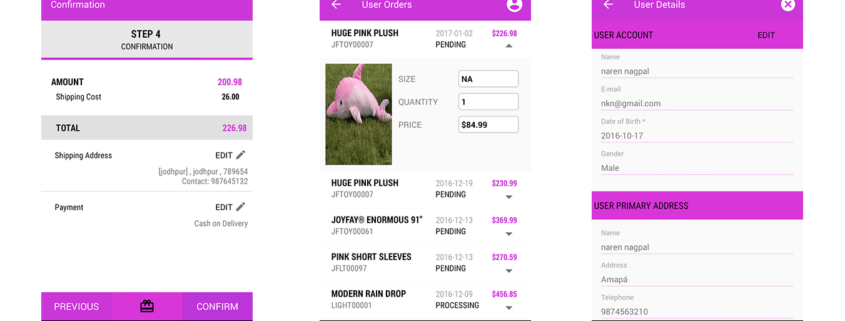 Confirmation
STEP 4
CONFIRMATION
AMOUNT 200.98
Shipping Cost 26.00
TOTAL 226.98
Shipping Address EDIT
[jodhpur] , jodhpur , 789654
Contact: 987645132
Payment EDIT
Cash on Delivery
PREVIOUS CONFIRM
User Orders
HUGE PINK PLUSH 2017-01-02 $226.98
JFTOY00007 PENDING
SIZE NA
QUANTITY 1
PRICE $84.99
HUGE PINK PLUSH 2016-12-19 $230.99
JFTOY00007 PENDING
JOYFAY® ENORMOUS 91" 2016-12-13 $369.99
JFTOY00061 PENDING
PINK SHORT SLEEVES 2016-12-13 $270.59
JFLT00097 PENDING
MODERN RAIN DROP 2016-12-09 $456.85
LIGHT00001 PROCESSING
User Details
USER ACCOUNT EDIT
Name
naren nagpal
E-mail
nkn@gmail.com
Date of Birth *
2016-10-17
Gender
Male
USER PRIMARY ADDRESS
Name
naren nagpal
Address
Amapá
Telephone
9874563210